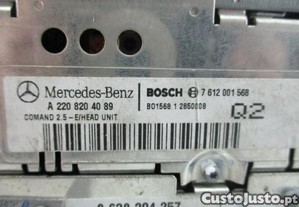 Mercedes-Benz BOSCH 7 612 001 568
A 220 820 40 89 BO1568.1 2850008
COMAND 2.5 - E/HEAD UNIT Q2
CustoJusto.pt